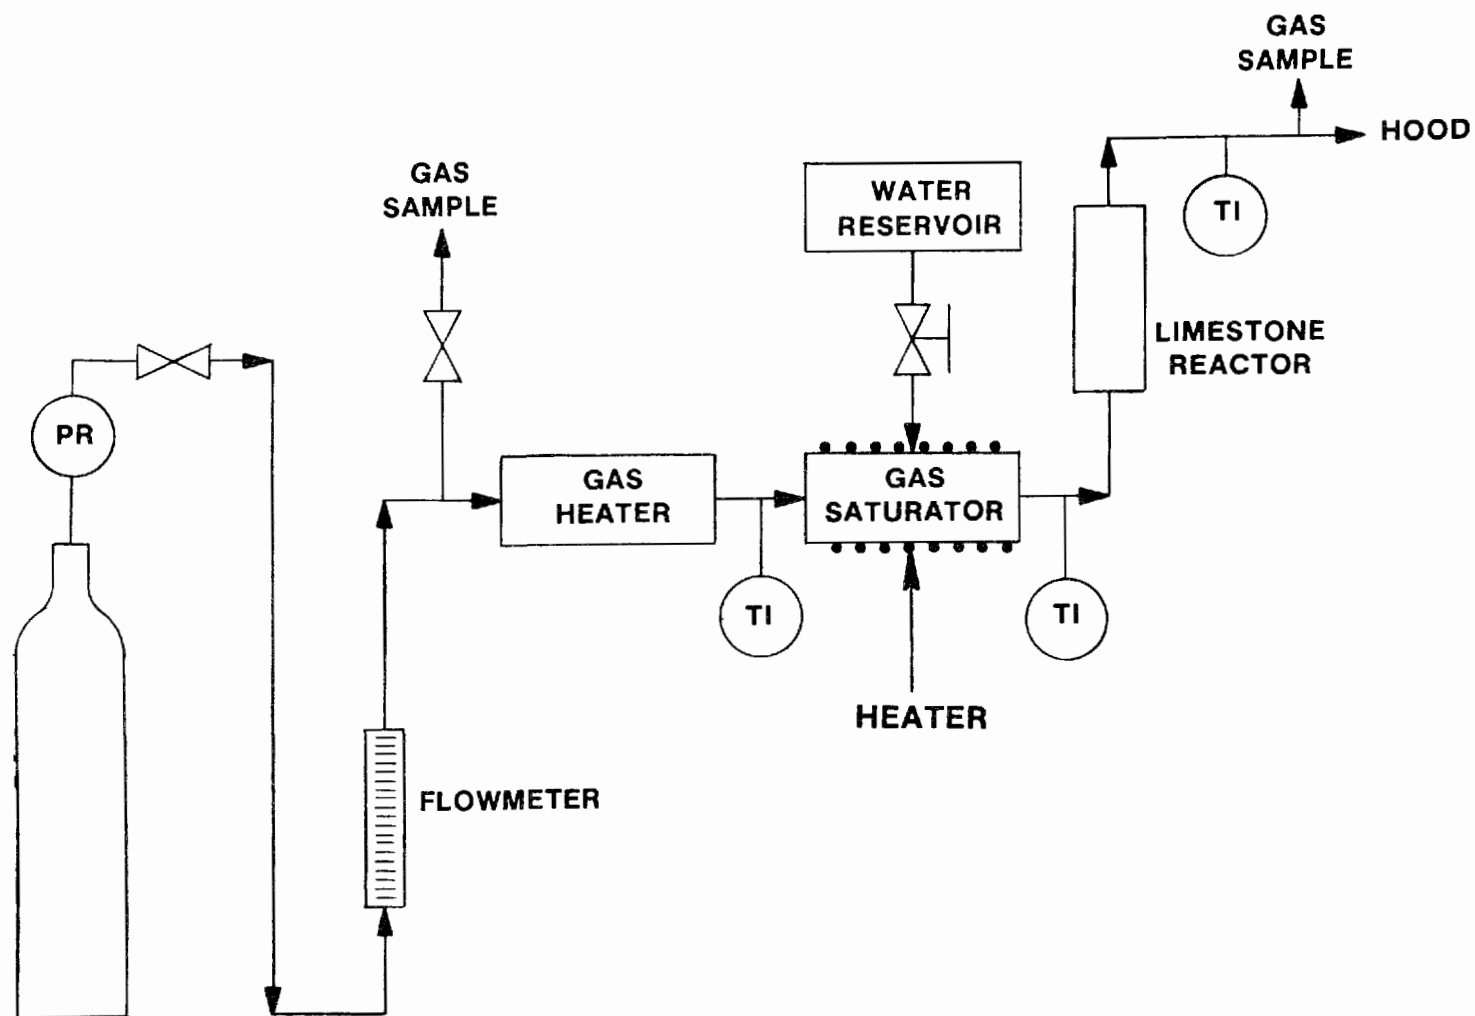 GAS
SAMPLE
HOOD
TI
GAS
SAMPLE
WATER
RESERVOIR
LIMESTONE
REACTOR
PR
GAS
HEATER
GAS
SATURATOR
TI
TI
HEATER
FLOWMETER